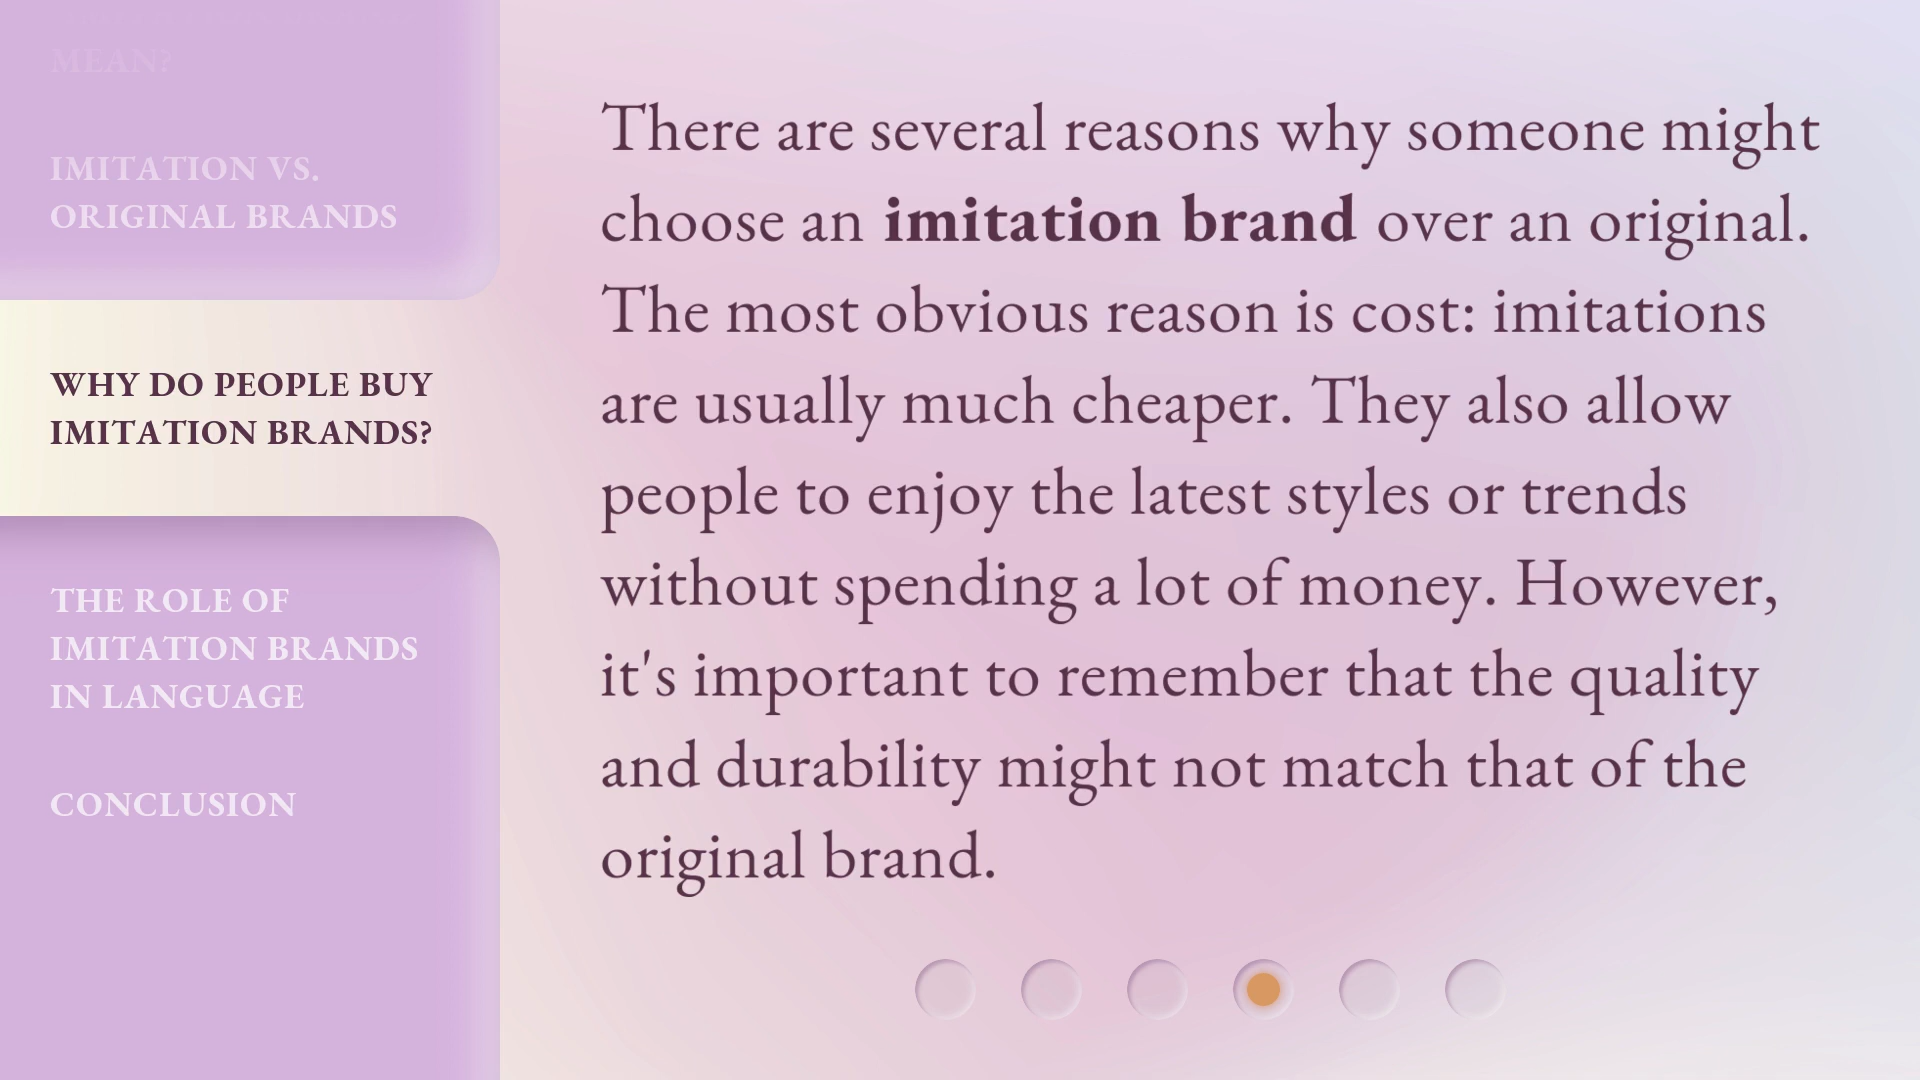 MEAN?
IMITATION VS.
ORIGINAL BRANDS
WHY DO PEOPLE BUY
IMITATION BRANDS?
THE ROLE OF
IMITATION BRANDS
IN LANGUAGE
CONCLUSION
There are several reasons why someone might
choose an imitation brand over an original.
The most obvious reason is cost: imitations
are usually much cheaper. They also allow
people to enjoy the latest styles or trends
without spending a lot of money. However,
it's important to remember that the quality
and durability might not match that of the
original brand.